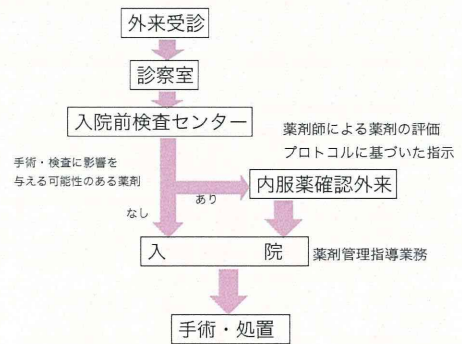 外来受診
診察室
入院前検査センター
薬剤師による薬剤の評価
プロトコルに基づいた指示
手術・検査に影響を
与える可能性のある薬剤
内服薬確認外来
あり
なし
入 院
薬剤管理指導業務
手術・処置